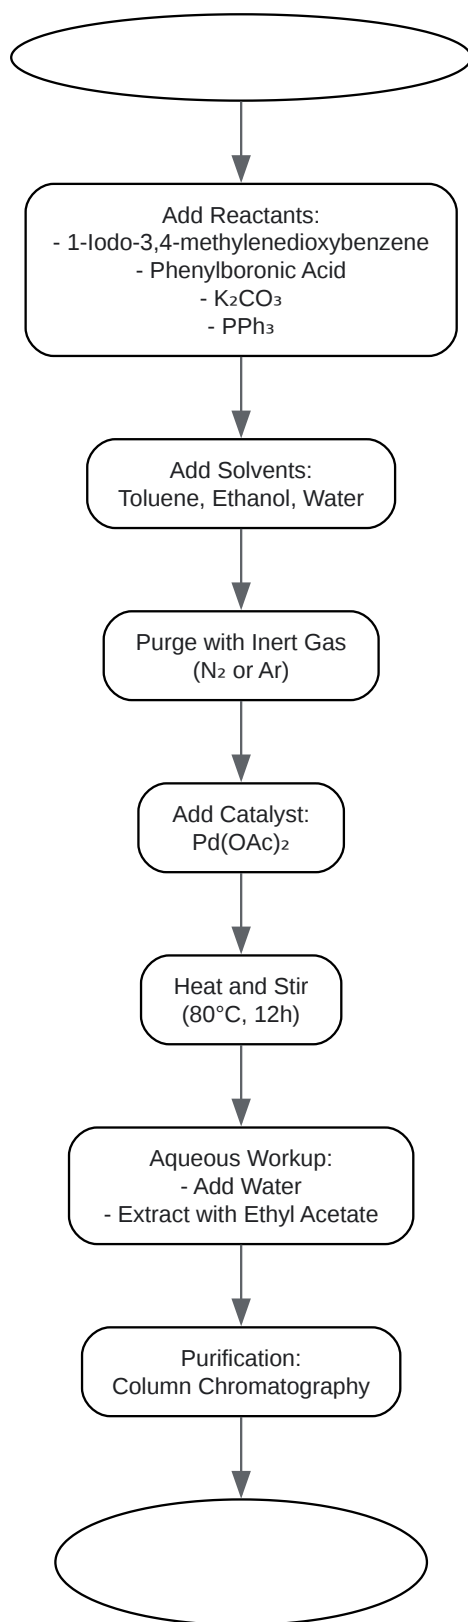 Add Reactants:
- 1-Iodo-3,4-methylenedioxybenzene
- Phenylboronic Acid
- K₂CO₃
- PPh₃
Add Solvents:
Toluene, Ethanol, Water
Purge with Inert Gas
(N₂ or Ar)
Add Catalyst:
Pd(OAc)₂
Heat and Stir
(80°C, 12h)
Aqueous Workup:
- Add Water
- Extract with Ethyl Acetate
Purification:
Column Chromatography